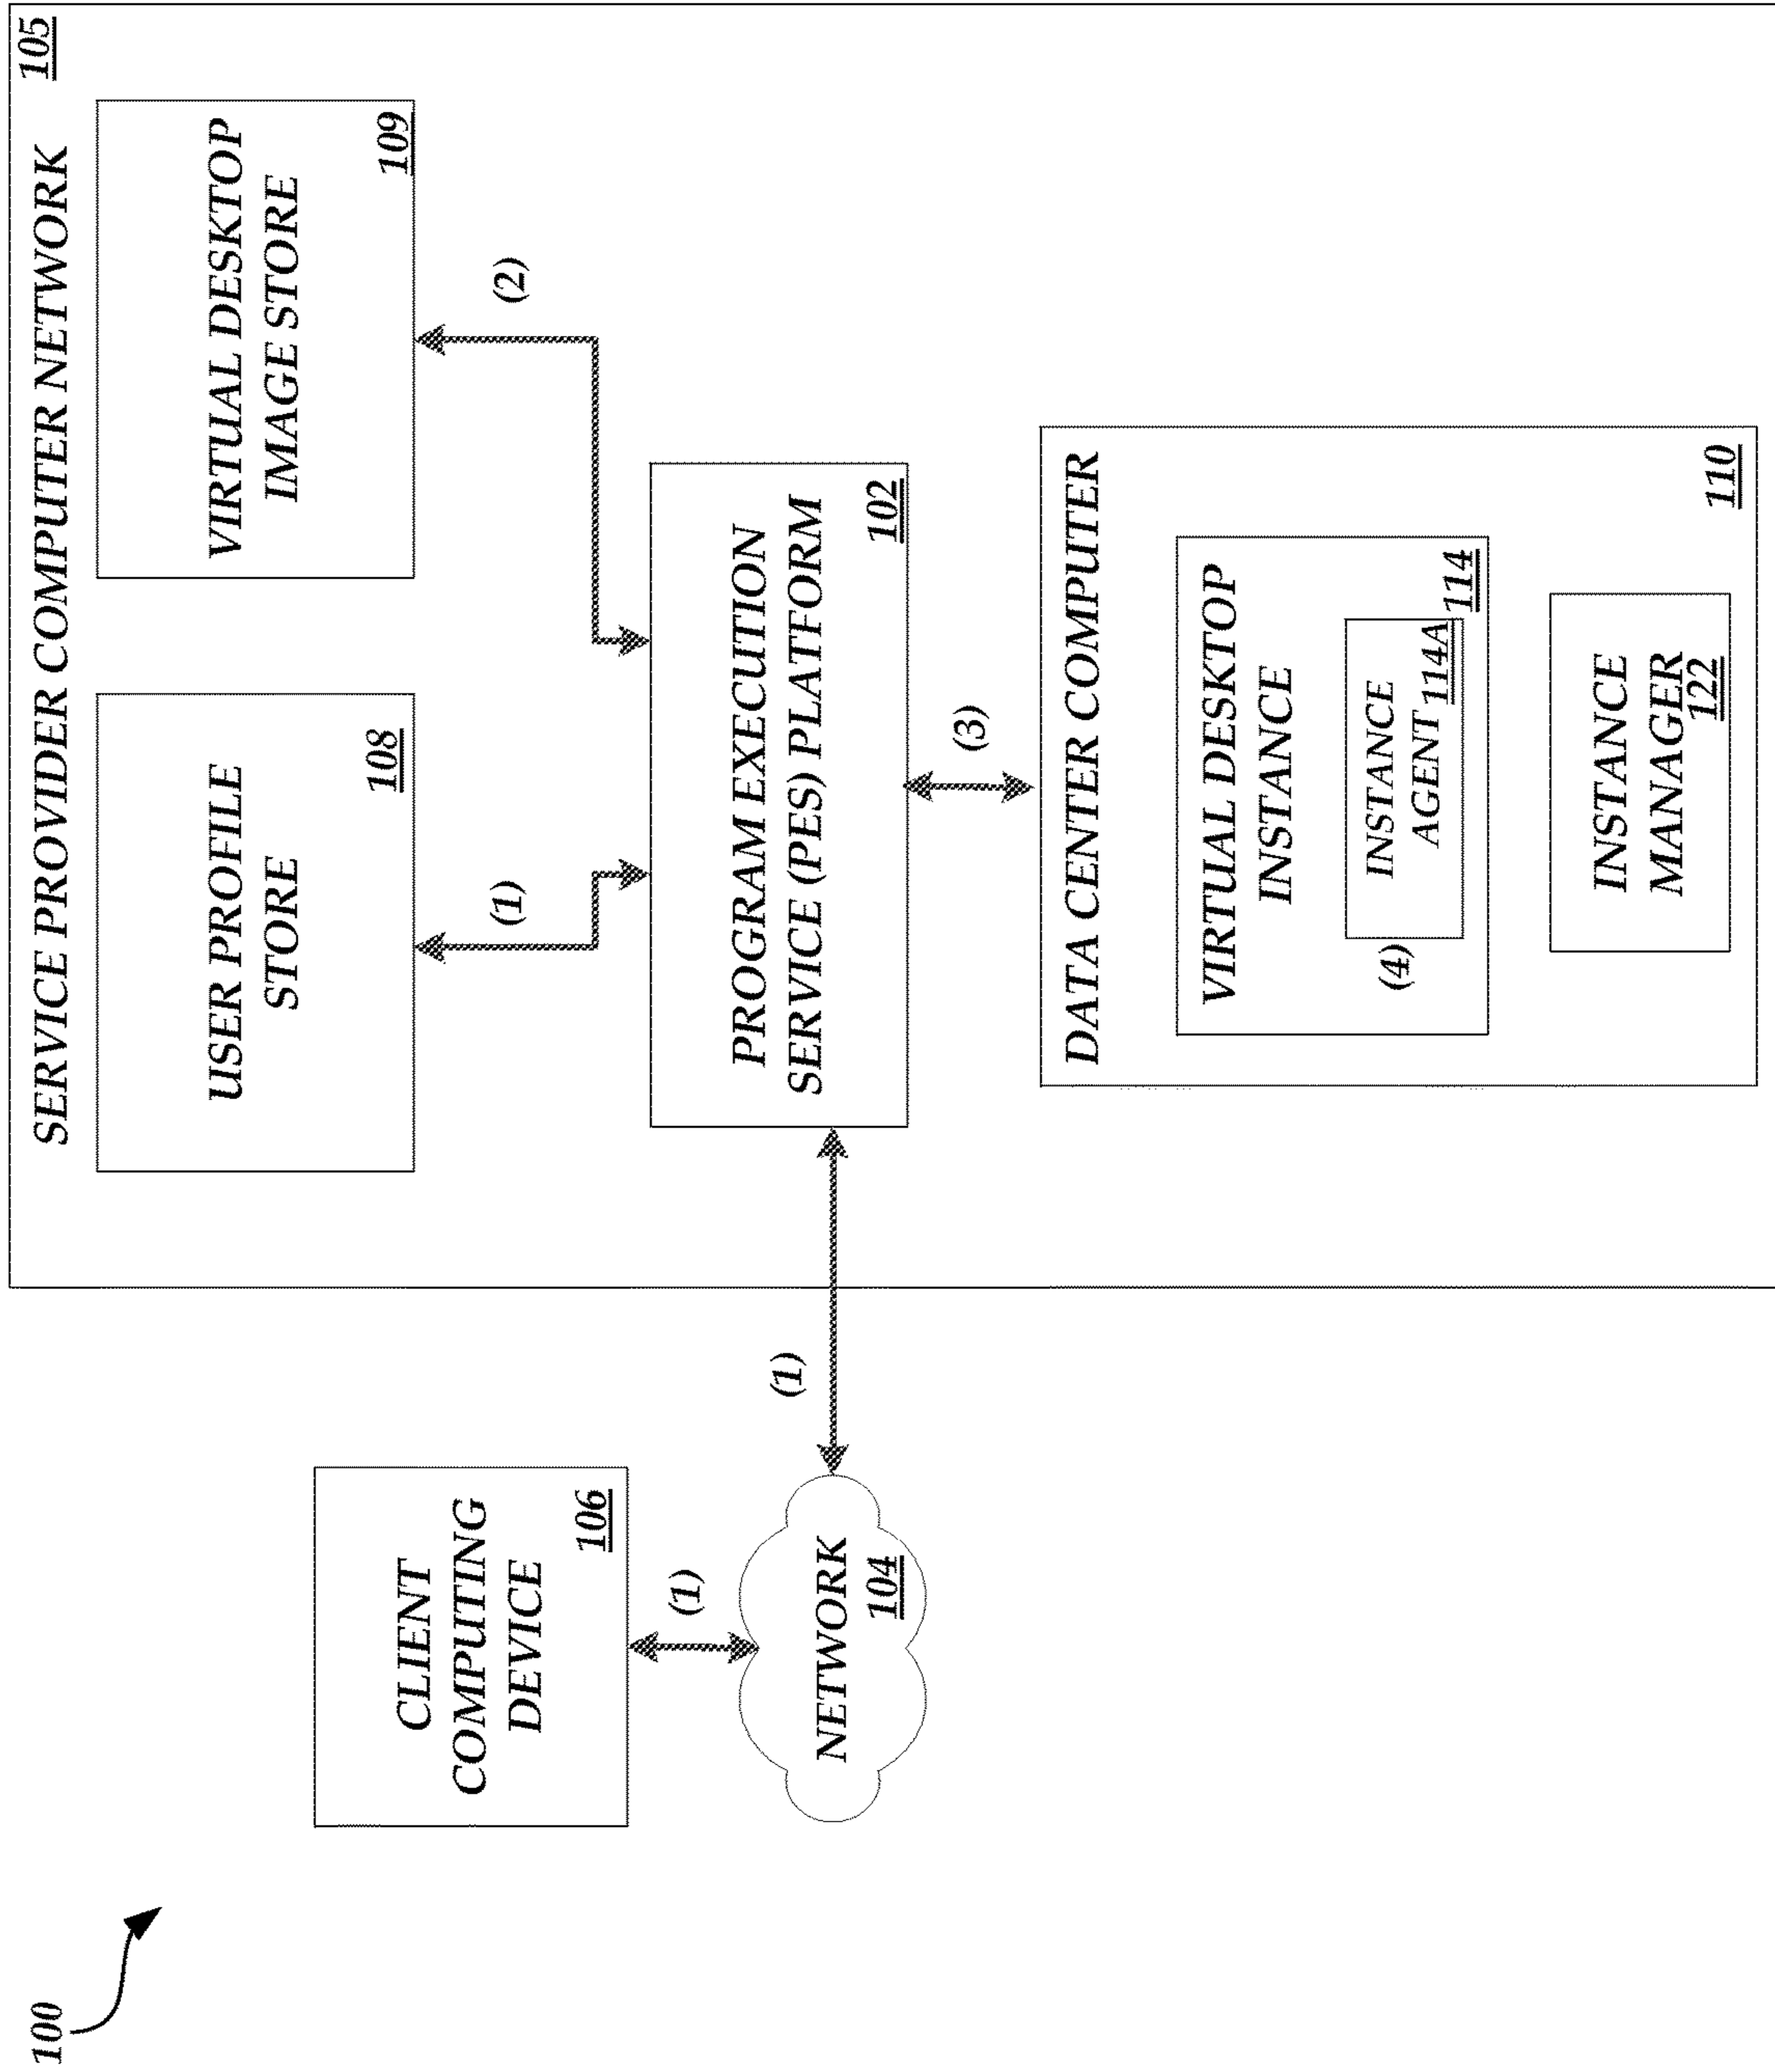 100
SERVICE PROVIDER COMPUTER NETWORK
105
USER PROFILE
STORE
108
VIRTUAL DESKTOP
IMAGE STORE
109
(1)
(2)
CLIENT
COMPUTING
DEVICE
106
(1)
NETWORK
104
(1)
PROGRAM EXECUTION
SERVICE (PES) PLATFORM
102
(3)
DATA CENTER COMPUTER
VIRTUAL DESKTOP
INSTANCE
(4)
INSTANCE
AGENT 114A
114
INSTANCE
MANAGER
122
110